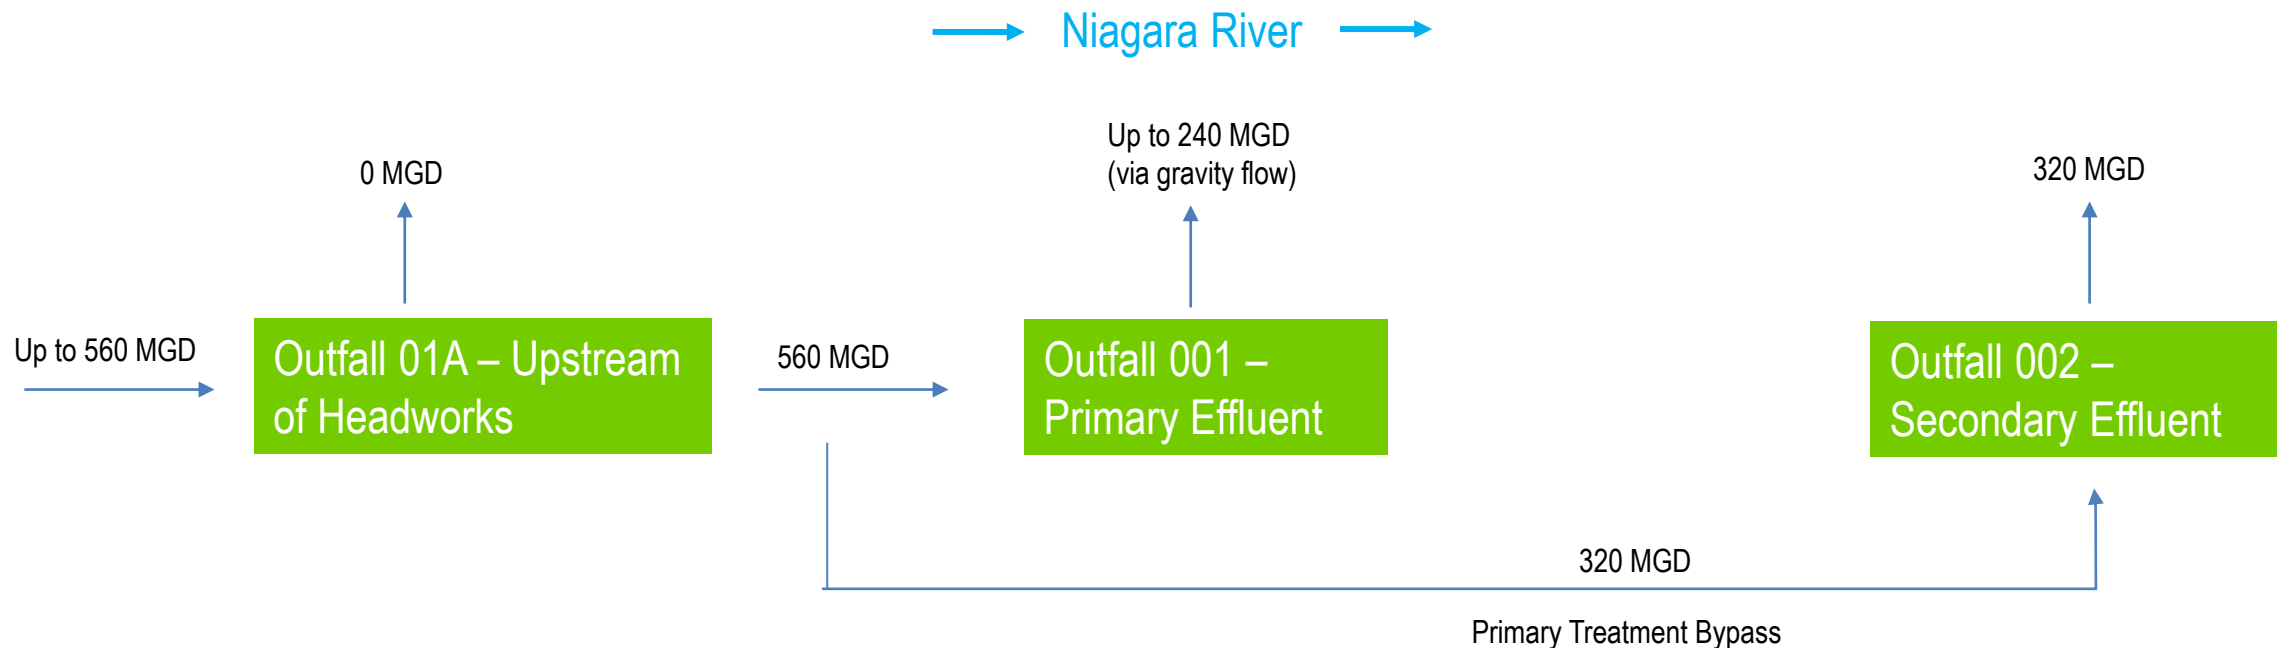 Niagara River
Up to 240 MGD
(via gravity flow)
0 MGD
320 MGD
Up to 560 MGD
Outfall 01A – Upstream
of Headworks
560 MGD
Outfall 001 –
Primary Effluent
Outfall 002 –
Secondary Effluent
320 MGD
Primary Treatment Bypass